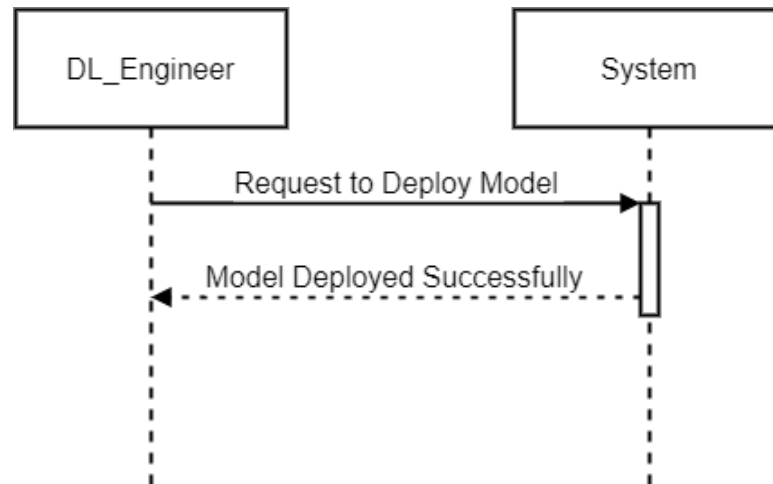 DL_Engineer
System
Request to Deploy Model
Model Deployed Successfully